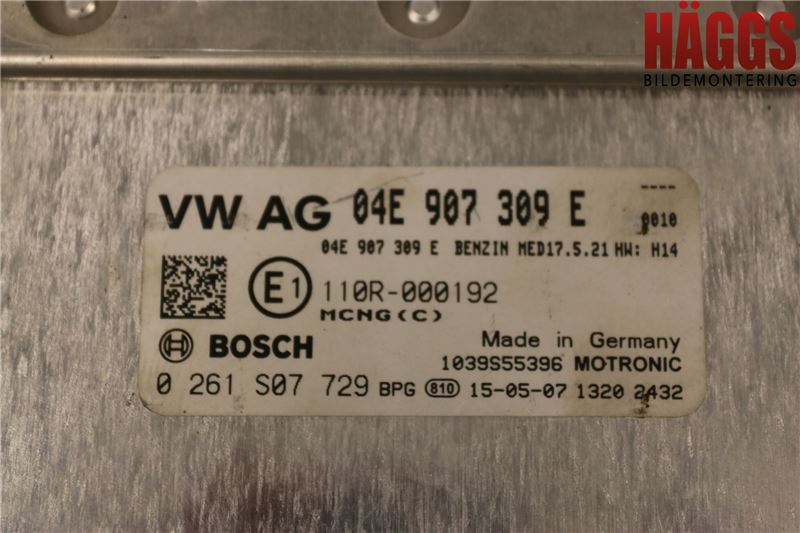 HÄGGS
BILDEMONTERING
VW AG 04E 907 309 E ----
0010
04E 907 309 E BENZIN MED17.5.21 HW: H14
E1 110R-000192
MCNG(C)
BOSCH Made in Germany
1039S55396 MOTRONIC
0 261 S07 729 BPG 810 15-05-07 1320 2432